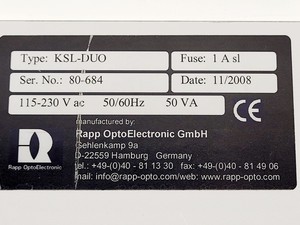 Type: KSL-DUO Fuse: 1 A sl
Ser. No.: 80-684 Date: 11/2008
115-230 V ac 50/60Hz 50 VA
CE
manufactured by:
Rapp OptoElectronic GmbH
Gehlenkamp 9a
D-22559 Hamburg Germany
tel.: +49-(0)40 - 81 13 30 fax: +49-(0)40 - 81 49 06
mail:info@rapp-opto.com/web: www.rapp-opto.com
Rapp OptoElectronic